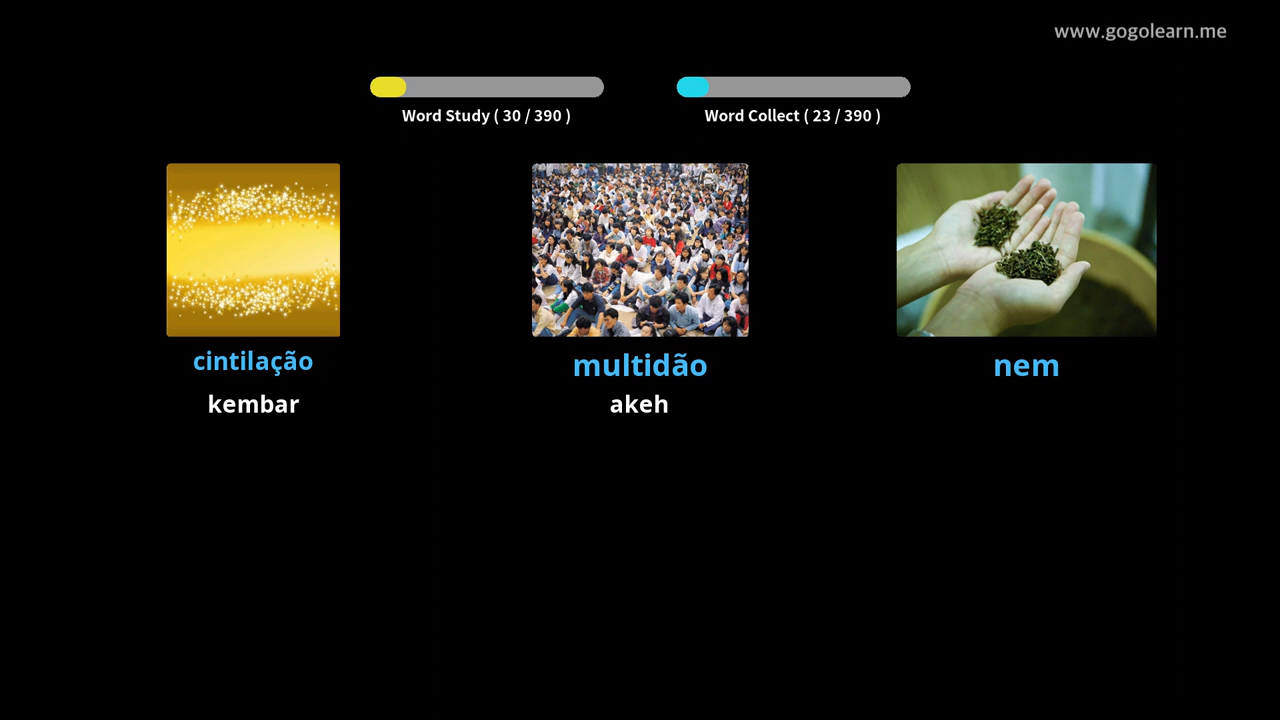 www.gogolearn.me
Word Study ( 30 / 390 )
Word Collect ( 23 / 390 )
cintilação
multidão
nem
kembar
akeh